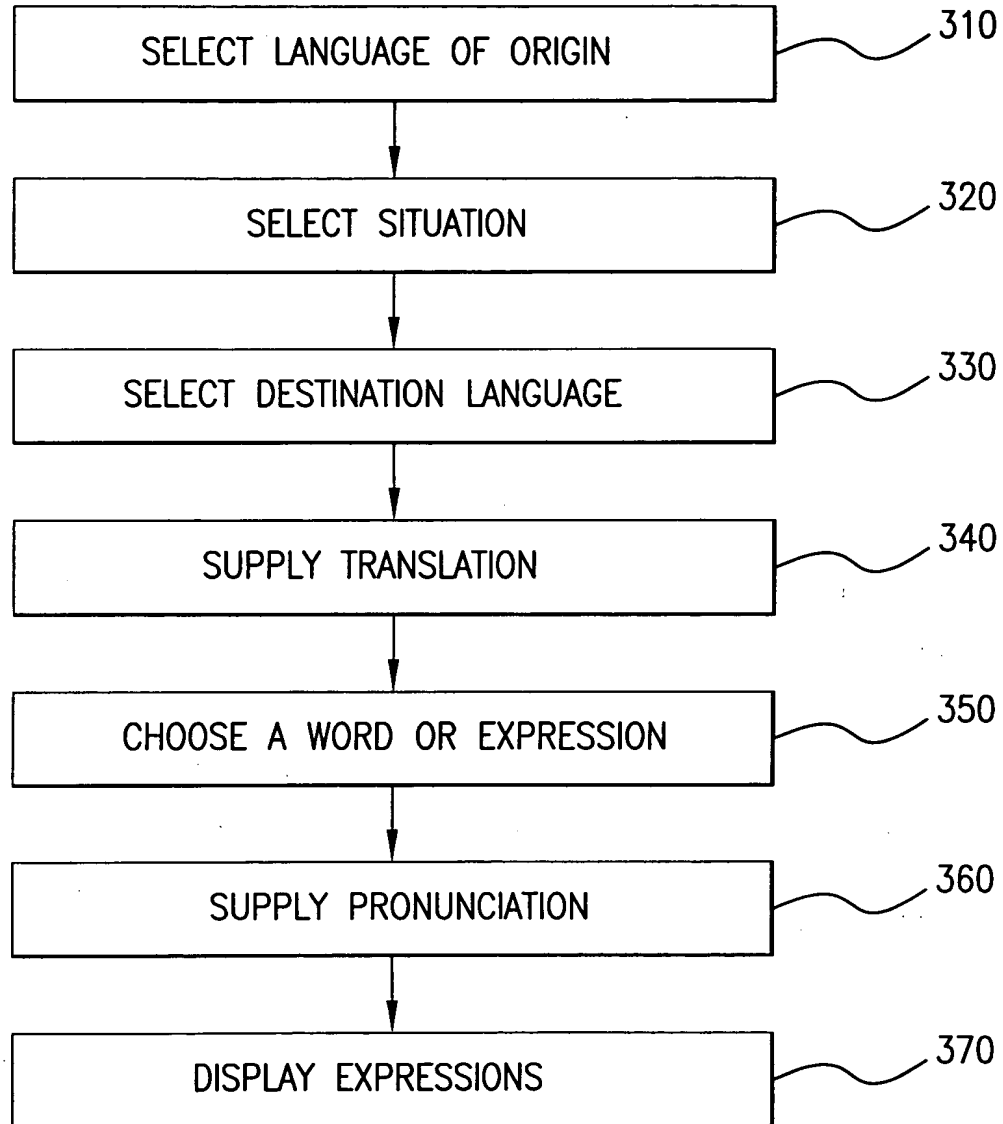 SELECT LANGUAGE OF ORIGIN
310
SELECT SITUATION
320
SELECT DESTINATION LANGUAGE
330
SUPPLY TRANSLATION
340
CHOOSE A WORD OR EXPRESSION
350
SUPPLY PRONUNCIATION
360
DISPLAY EXPRESSIONS
370